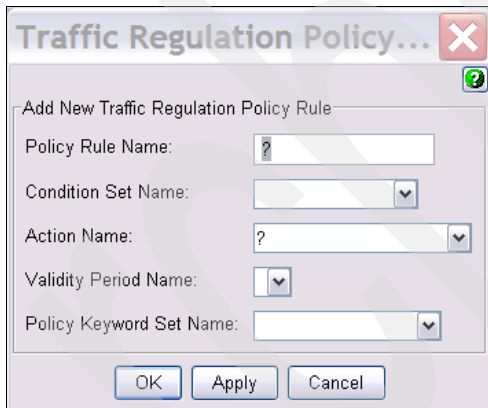 Traffic Regulation Policy...
?
Add New Traffic Regulation Policy Rule
Policy Rule Name: ?
Condition Set Name:
Action Name: ?
Validity Period Name:
Policy Keyword Set Name:
OK Apply Cancel